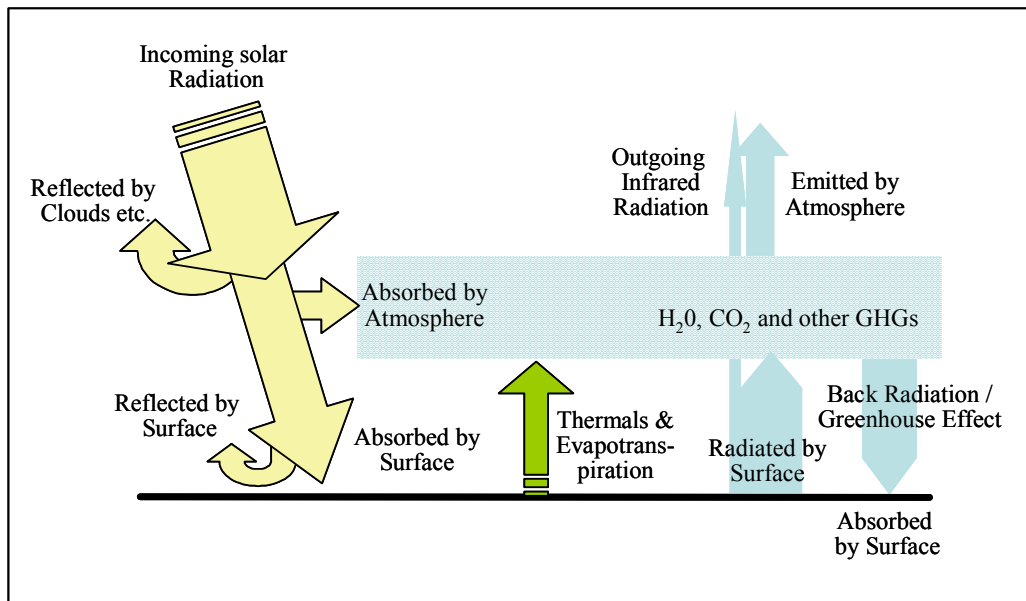 Incoming solar
Radiation
Reflected by
Clouds etc.
Absorbed by
Atmosphere
Reflected by
Surface
Absorbed by
Surface
Thermals &
Evapotrans-
piration
Outgoing
Infrared
Radiation
Emitted by
Atmosphere
H₂0, CO₂ and other GHGs
Radiated by
Surface
Back Radiation /
Greenhouse Effect
Absorbed
by Surface